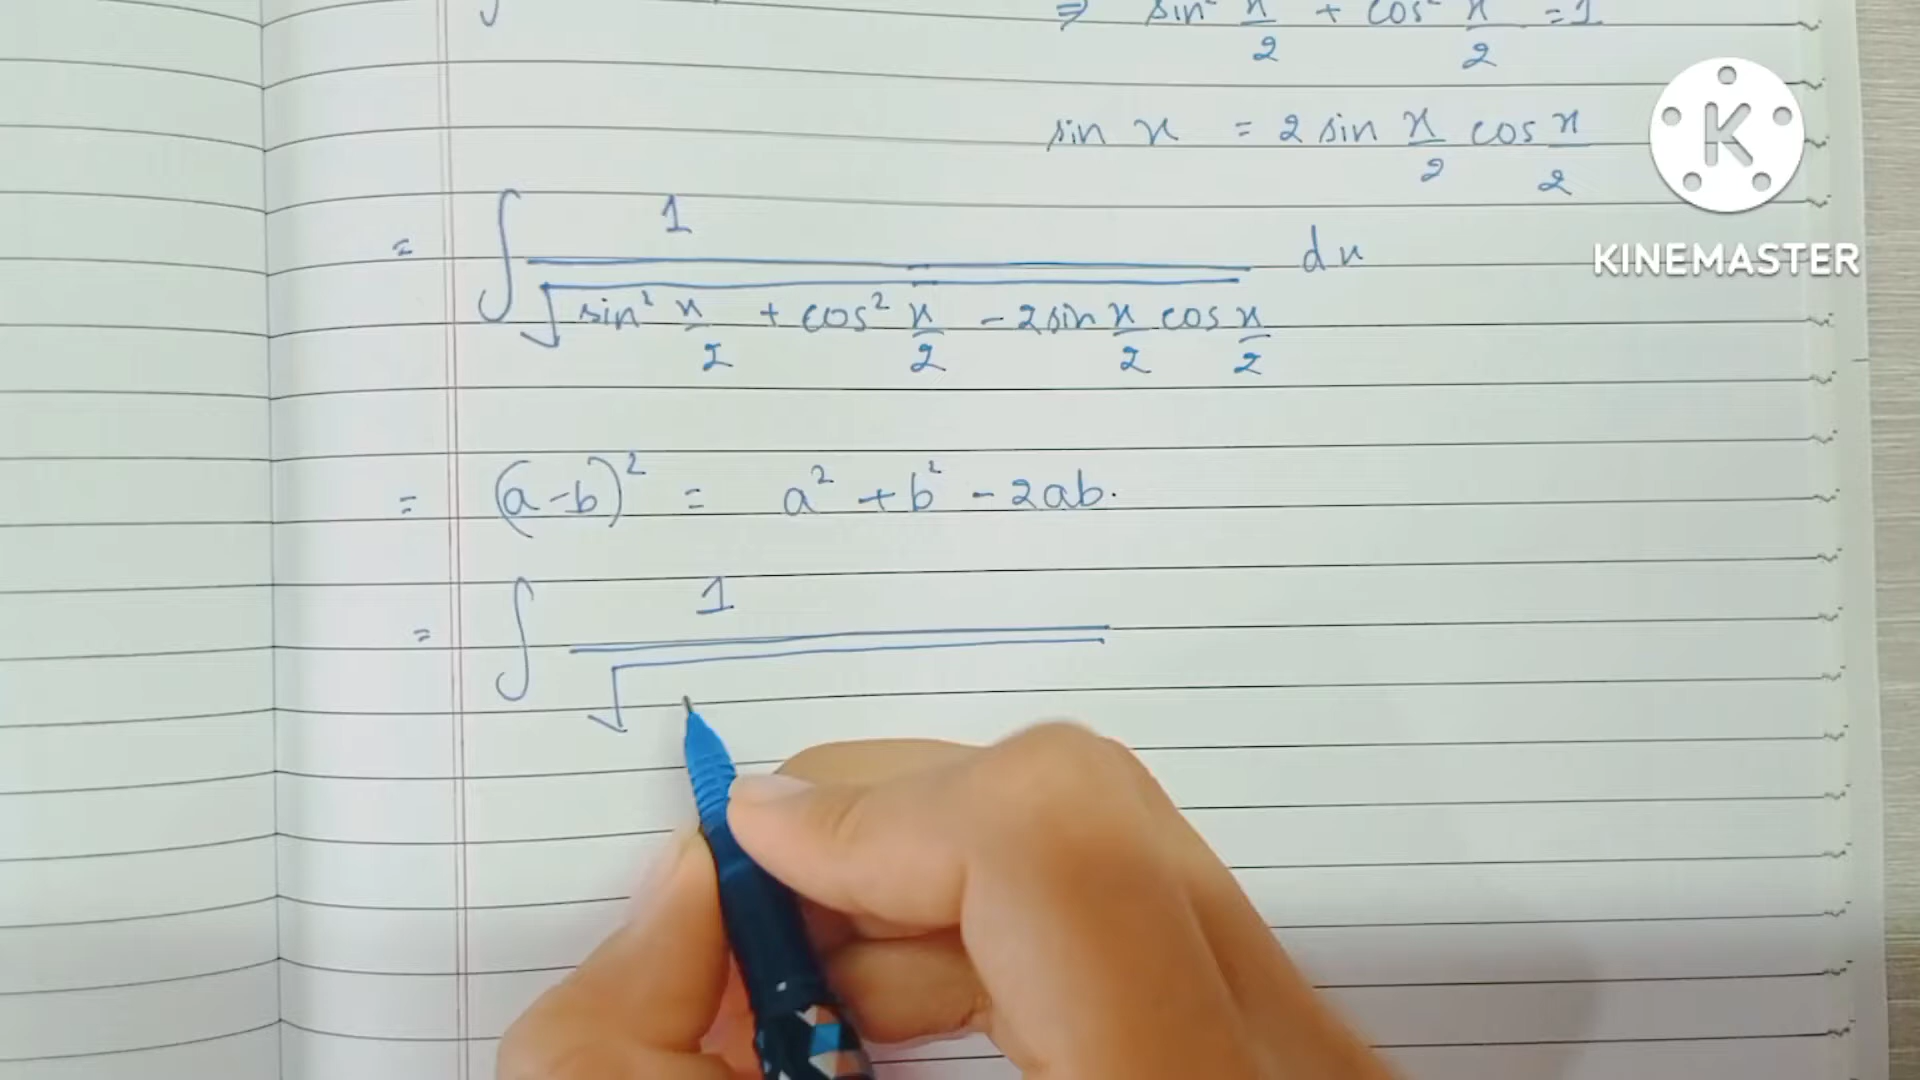 ⇒ sin² x/2 + cos² x/2 = 1
sin x = 2 sin x/2 cos x/2
= ∫ 1/√(sin² x/2 + cos² x/2 - 2 sin x/2 cos x/2) dx
= (a-b)² = a² + b² - 2ab.
= ∫ 1/√
K
KINEMASTER